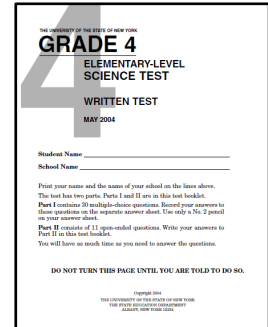 THE UNIVERSITY OF THE STATE OF NEW YORK
GRADE 4
ELEMENTARY-LEVEL
SCIENCE TEST
4
WRITTEN TEST
MAY 2004
Student Name
School Name
Print your name and the name of your school on the lines above.
The test has two parts. Parts I and II are in this test booklet.
Part I contains 30 multiple-choice questions. Record your answers to
these questions on the separate answer sheet. Use only a No. 2 pencil
on your answer sheet.
Part II consists of 11 open-ended questions. Write your answers to
Part II in this test booklet.
You will have as much time as you need to answer the questions.
DO NOT TURN THIS PAGE UNTIL YOU ARE TOLD TO DO SO.
Copyright 2004
THE UNIVERSITY OF THE STATE OF NEW YORK
THE STATE EDUCATION DEPARTMENT
ALBANY, NEW YORK 12234